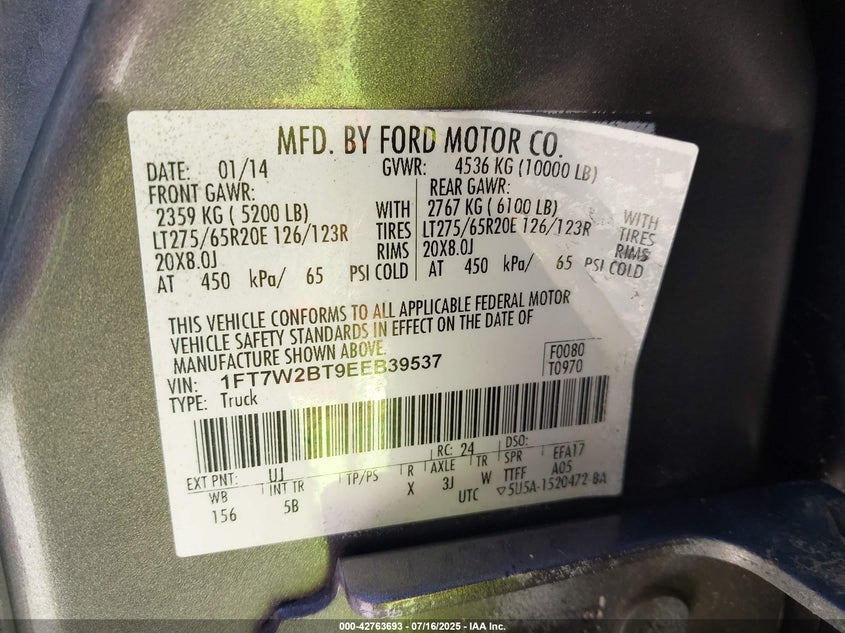 MFD. BY FORD MOTOR CO.
DATE: 01/14 GVWR: 4536 KG (10000 LB)
FRONT GAWR: REAR GAWR:
2359 KG ( 5200 LB) WITH 2767 KG ( 6100 LB) WITH
LT275/65R20E 126/123R TIRES LT275/65R20E 126/123R TIRES
20X8.0J RIMS 20X8.0J RIMS
AT 450 kPa/ 65 PSI COLD AT 450 kPa/ 65 PSI COLD
THIS VEHICLE CONFORMS TO ALL APPLICABLE FEDERAL MOTOR
VEHICLE SAFETY STANDARDS IN EFFECT ON THE DATE OF
MANUFACTURE SHOWN ABOVE.
VIN: 1FT7W2BT9EEB39537 F0080
TYPE: Truck T0970
EXT PNT: UJ RC: 24 DSO:
WB INT TR TP/PS R AXLE TR SPR EFA17
156 5B X 3J W TTFF A05
UTC ▽5U5A-1520472-BA
000-42763693 - 07/16/2025 - IAA Inc.